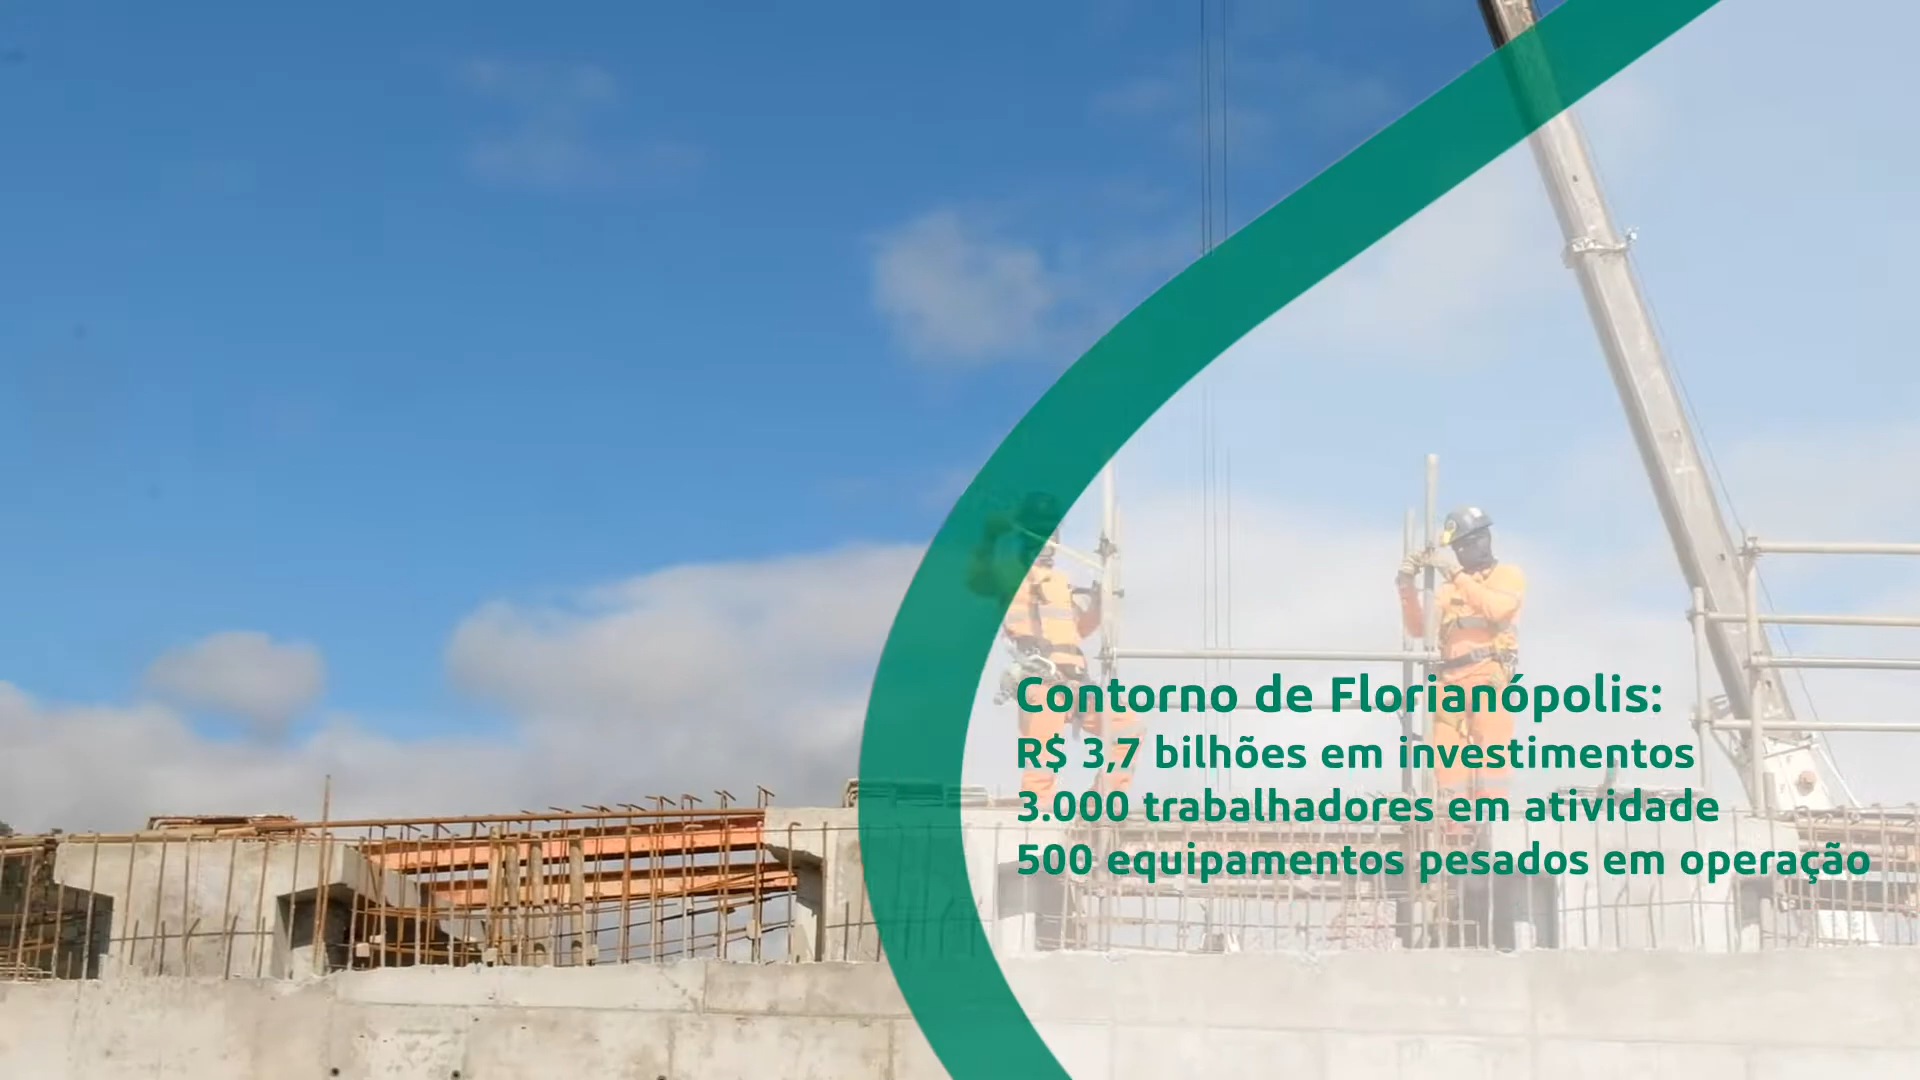 Contorno de Florianópolis:
R$ 3,7 bilhões em investimentos
3.000 trabalhadores em atividade
500 equipamentos pesados em operação